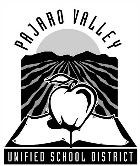 PAJARO VALLEY
UNIFIED SCHOOL DISTRICT